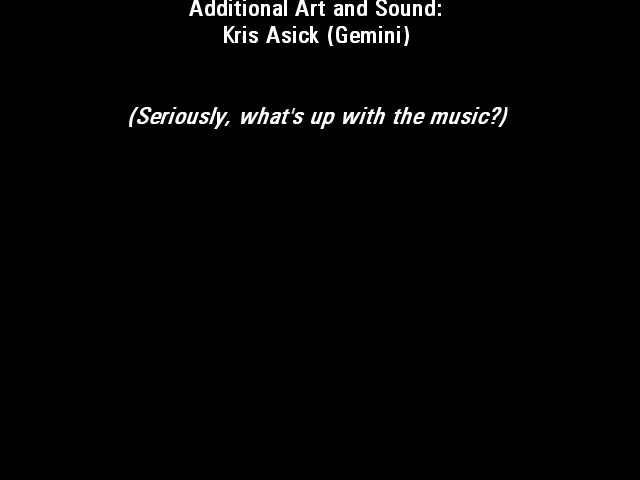 Additional Art and Sound:
Kris Asick (Gemini)
(Seriously, what's up with the music?)